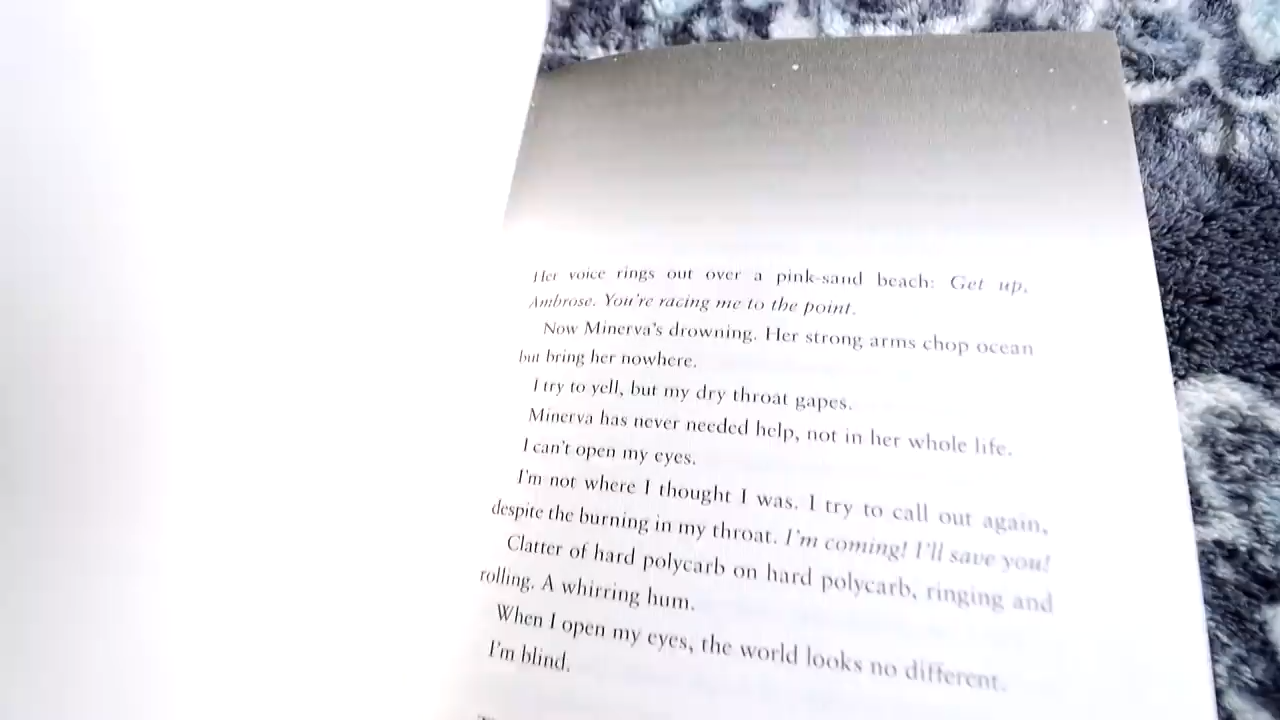 Her voice rings out over a pink-sand beach: Get up,
Ambrose. You're racing me to the point.
Now Minerva's drowning. Her strong arms chop ocean
but bring her nowhere.
I try to yell, but my dry throat gapes.
Minerva has never needed help, not in her whole life.
I can't open my eyes.
I'm not where I thought I was. I try to call out again,
despite the burning in my throat. I'm coming! I'll save you!
Clatter of hard polycarb on hard polycarb, ringing and
rolling. A whirring hum.
When I open my eyes, the world looks no different.
I'm blind.